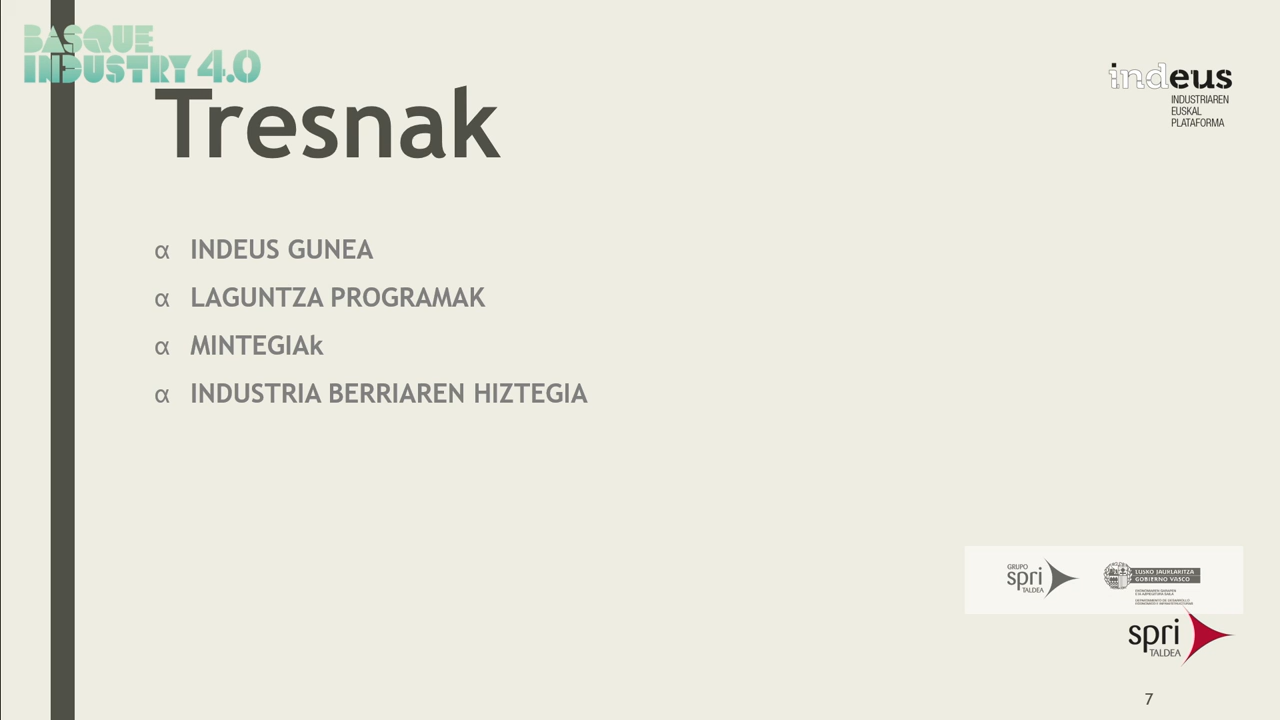 BASQUE
INDUSTRY 4.0
Tresnak
indeus
INDUSTRIAREN
EUSKAL
PLATAFORMA
α INDEUS GUNEA
α LAGUNTZA PROGRAMAK
α MINTEGIAk
α INDUSTRIA BERRIAREN HIZTEGIA
GRUPO
spri
TALDEA
EUSKO JAURLARITZA
GOBIERNO VASCO
spri
TALDEA
7